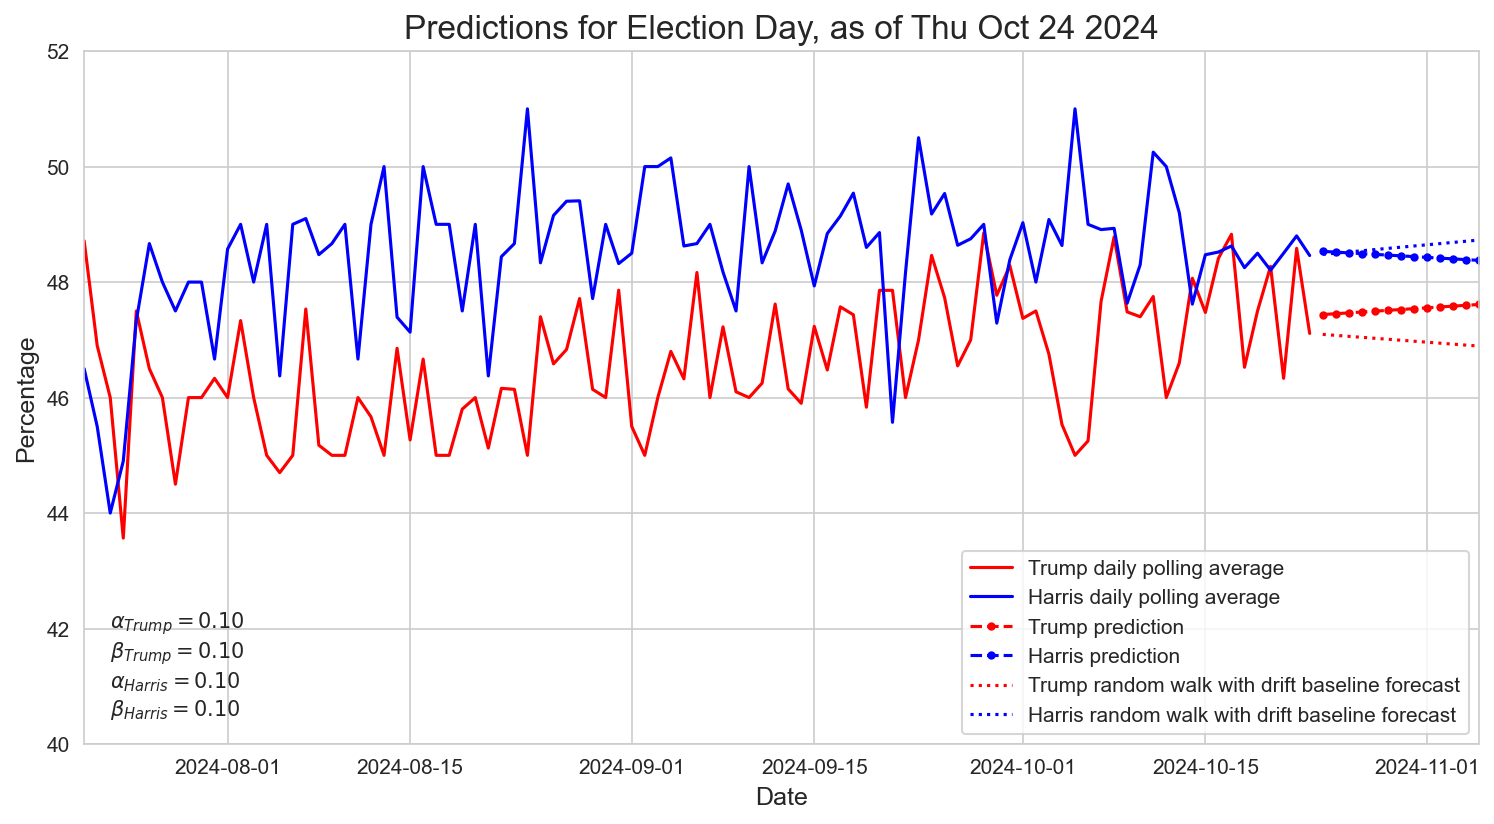 Predictions for Election Day, as of Thu Oct 24 2024
52
50
48
46
44
42
40
Percentage
α_Trump = 0.10
β_Trump = 0.10
α_Harris = 0.10
β_Harris = 0.10
Trump daily polling average
Harris daily polling average
Trump prediction
Harris prediction
Trump random walk with drift baseline forecast
Harris random walk with drift baseline forecast
2024-08-01 2024-08-15 2024-09-01 2024-09-15 2024-10-01 2024-10-15 2024-11-01
Date